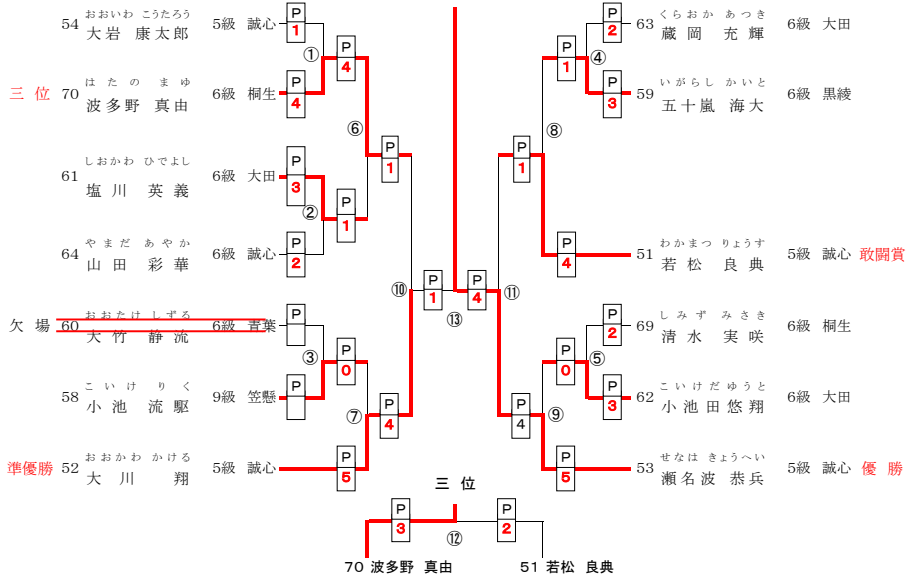 おおいわ こうたろう
54 大岩 康太郎 5級 誠心 P 1
①
P 4
はたの まゆ
三 位 70 波多野 真由 6級 桐生 P 4
⑥
P 1
しおかわ ひでよし
61 塩川 英義 6級 大田 P 3
②
P 1
やまだ あやか
64 山田 彩華 6級 誠心 P 2
⑩
P 1
おおたけ しずる
欠 場 60 大竹 静流 6級 青葉 P
③
P 0
こいけ りく
58 小池 流駆 9級 笠懸 P
⑦
P 4
おおかわ かける
準優勝 52 大川 翔 5級 誠心 P 5
⑬
くらおか あつき
P 2 63 蔵岡 充輝 6級 大田
④
P 1
いがらし かいと
P 3 59 五十嵐 海大 6級 黒綾
⑧
P 1
わかまつ りょうす
P 4 51 若松 良典 5級 誠心 敢闘賞
P 4
⑪
しみず みさき
P 2 69 清水 実咲 6級 桐生
⑤
P 0
こいけだ ゆうと
P 3 62 小池田 悠翔 6級 大田
⑨
P 4
せなは きょうへい
P 5 53 瀬名波 恭兵 5級 誠心 優 勝
三 位
P 3
P 2
⑫
70 波多野 真由
51 若松 良典